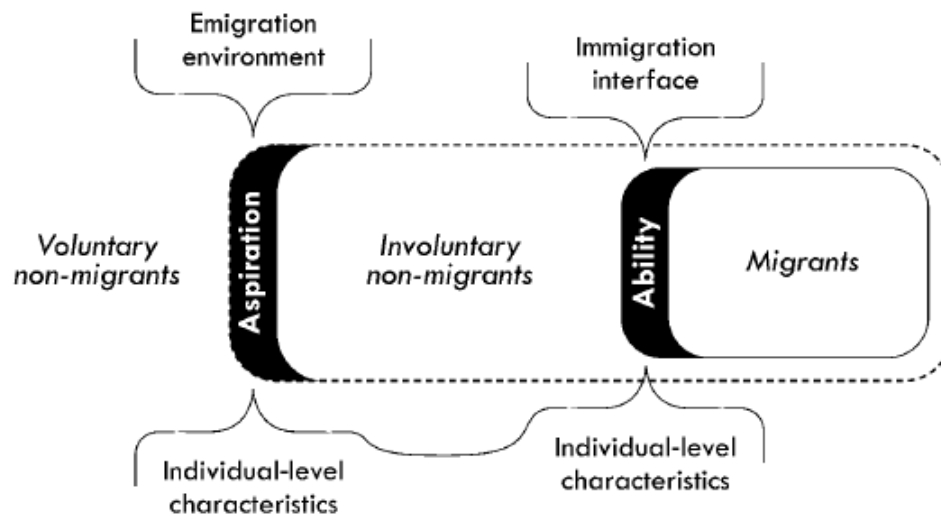 Emigration
environment
Immigration
interface
Voluntary
non-migrants
Aspiration
Involuntary
non-migrants
Ability
Migrants
Individual-level
characteristics
Individual-level
characteristics